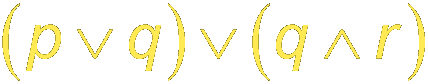 (p ∨ q) ∨ (q ∧ r)